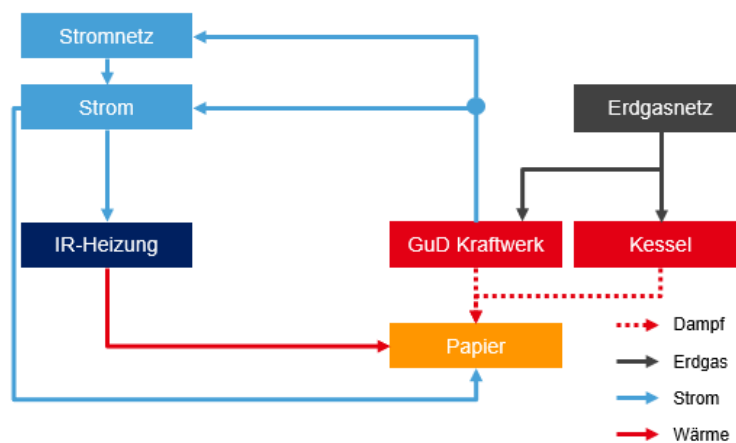 Stromnetz
Strom
Erdgasnetz
IR-Heizung
GuD Kraftwerk
Kessel
Papier
Dampf
Erdgas
Strom
Wärme